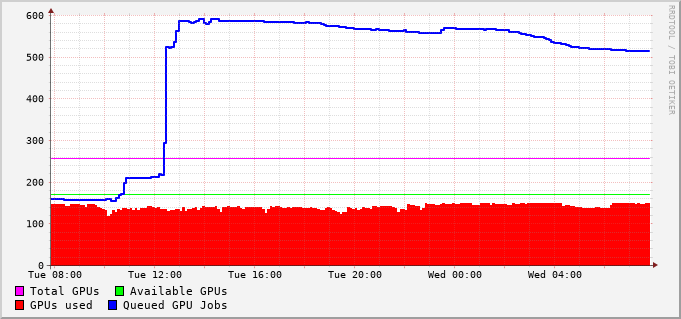 RRDTOOL / TOBI OETIKER
600
500
400
300
200
100
0
Tue 08:00 Tue 12:00 Tue 16:00 Tue 20:00 Wed 00:00 Wed 04:00
Total GPUs Available GPUs
GPUs used Queued GPU Jobs